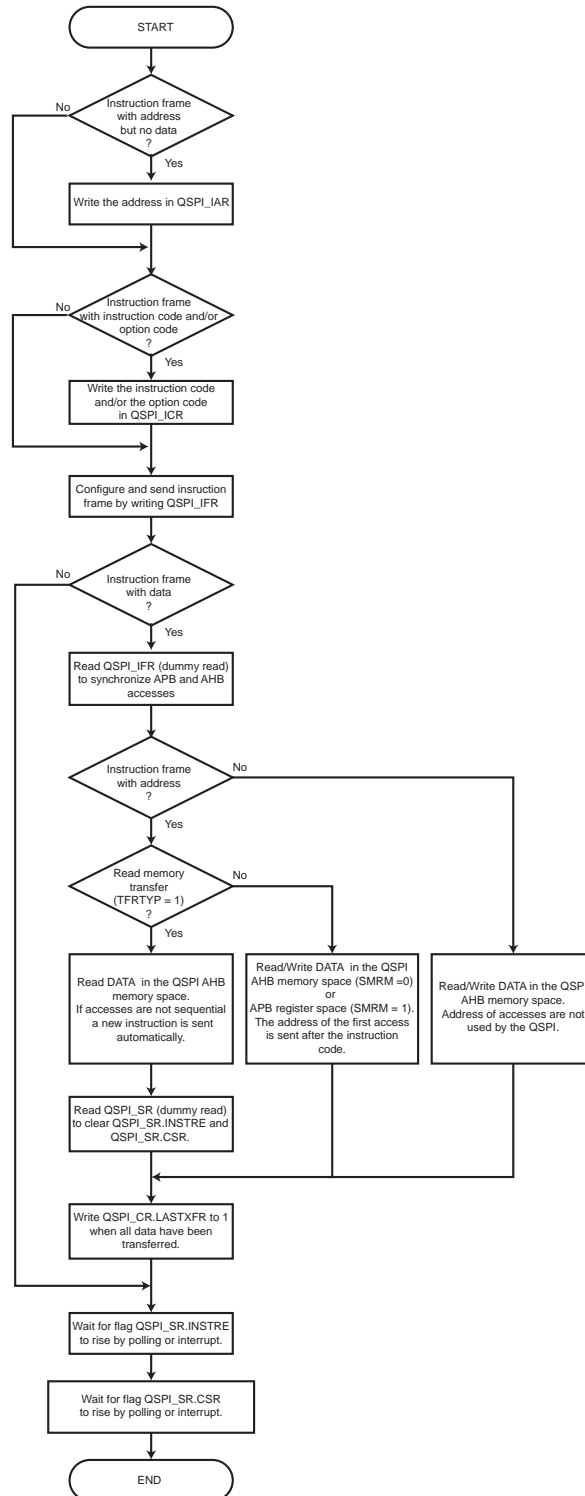 START
Instruction frame
with address
but no data
?
No
Yes
Write the address in QSPI_IAR
Instruction frame
with instruction code and/or
option code
?
No
Yes
Write the instruction code
and/or the option code
in QSPI_ICR
Configure and send insruction
frame by writing QSPI_IFR
Instruction frame
with data
?
No
Yes
Read QSPI_IFR (dummy read)
to synchronize APB and AHB
accesses
Instruction frame
with address
?
No
Yes
Read memory
transfer
(TFRTYP = 1)
?
No
Yes
Read DATA in the QSPI AHB
memory space.
If accesses are not sequential
a new instruction is sent
automatically.
Read/Write DATA in the QSPI
AHB memory space (SMRM =0)
or
APB register space (SMRM = 1).
The address of the first access
is sent after the instruction
code.
Read/Write DATA in the QSPI
AHB memory space.
Address of accesses are not
used by the QSPI.
Read QSPI_SR (dummy read)
to clear QSPI_SR.INSTRE and
QSPI_SR.CSR.
Write QSPI_CR.LASTXFR to 1
when all data have been
transferred.
Wait for flag QSPI_SR.INSTRE
to rise by polling or interrupt.
Wait for flag QSPI_SR.CSR
to rise by polling or interrupt.
END